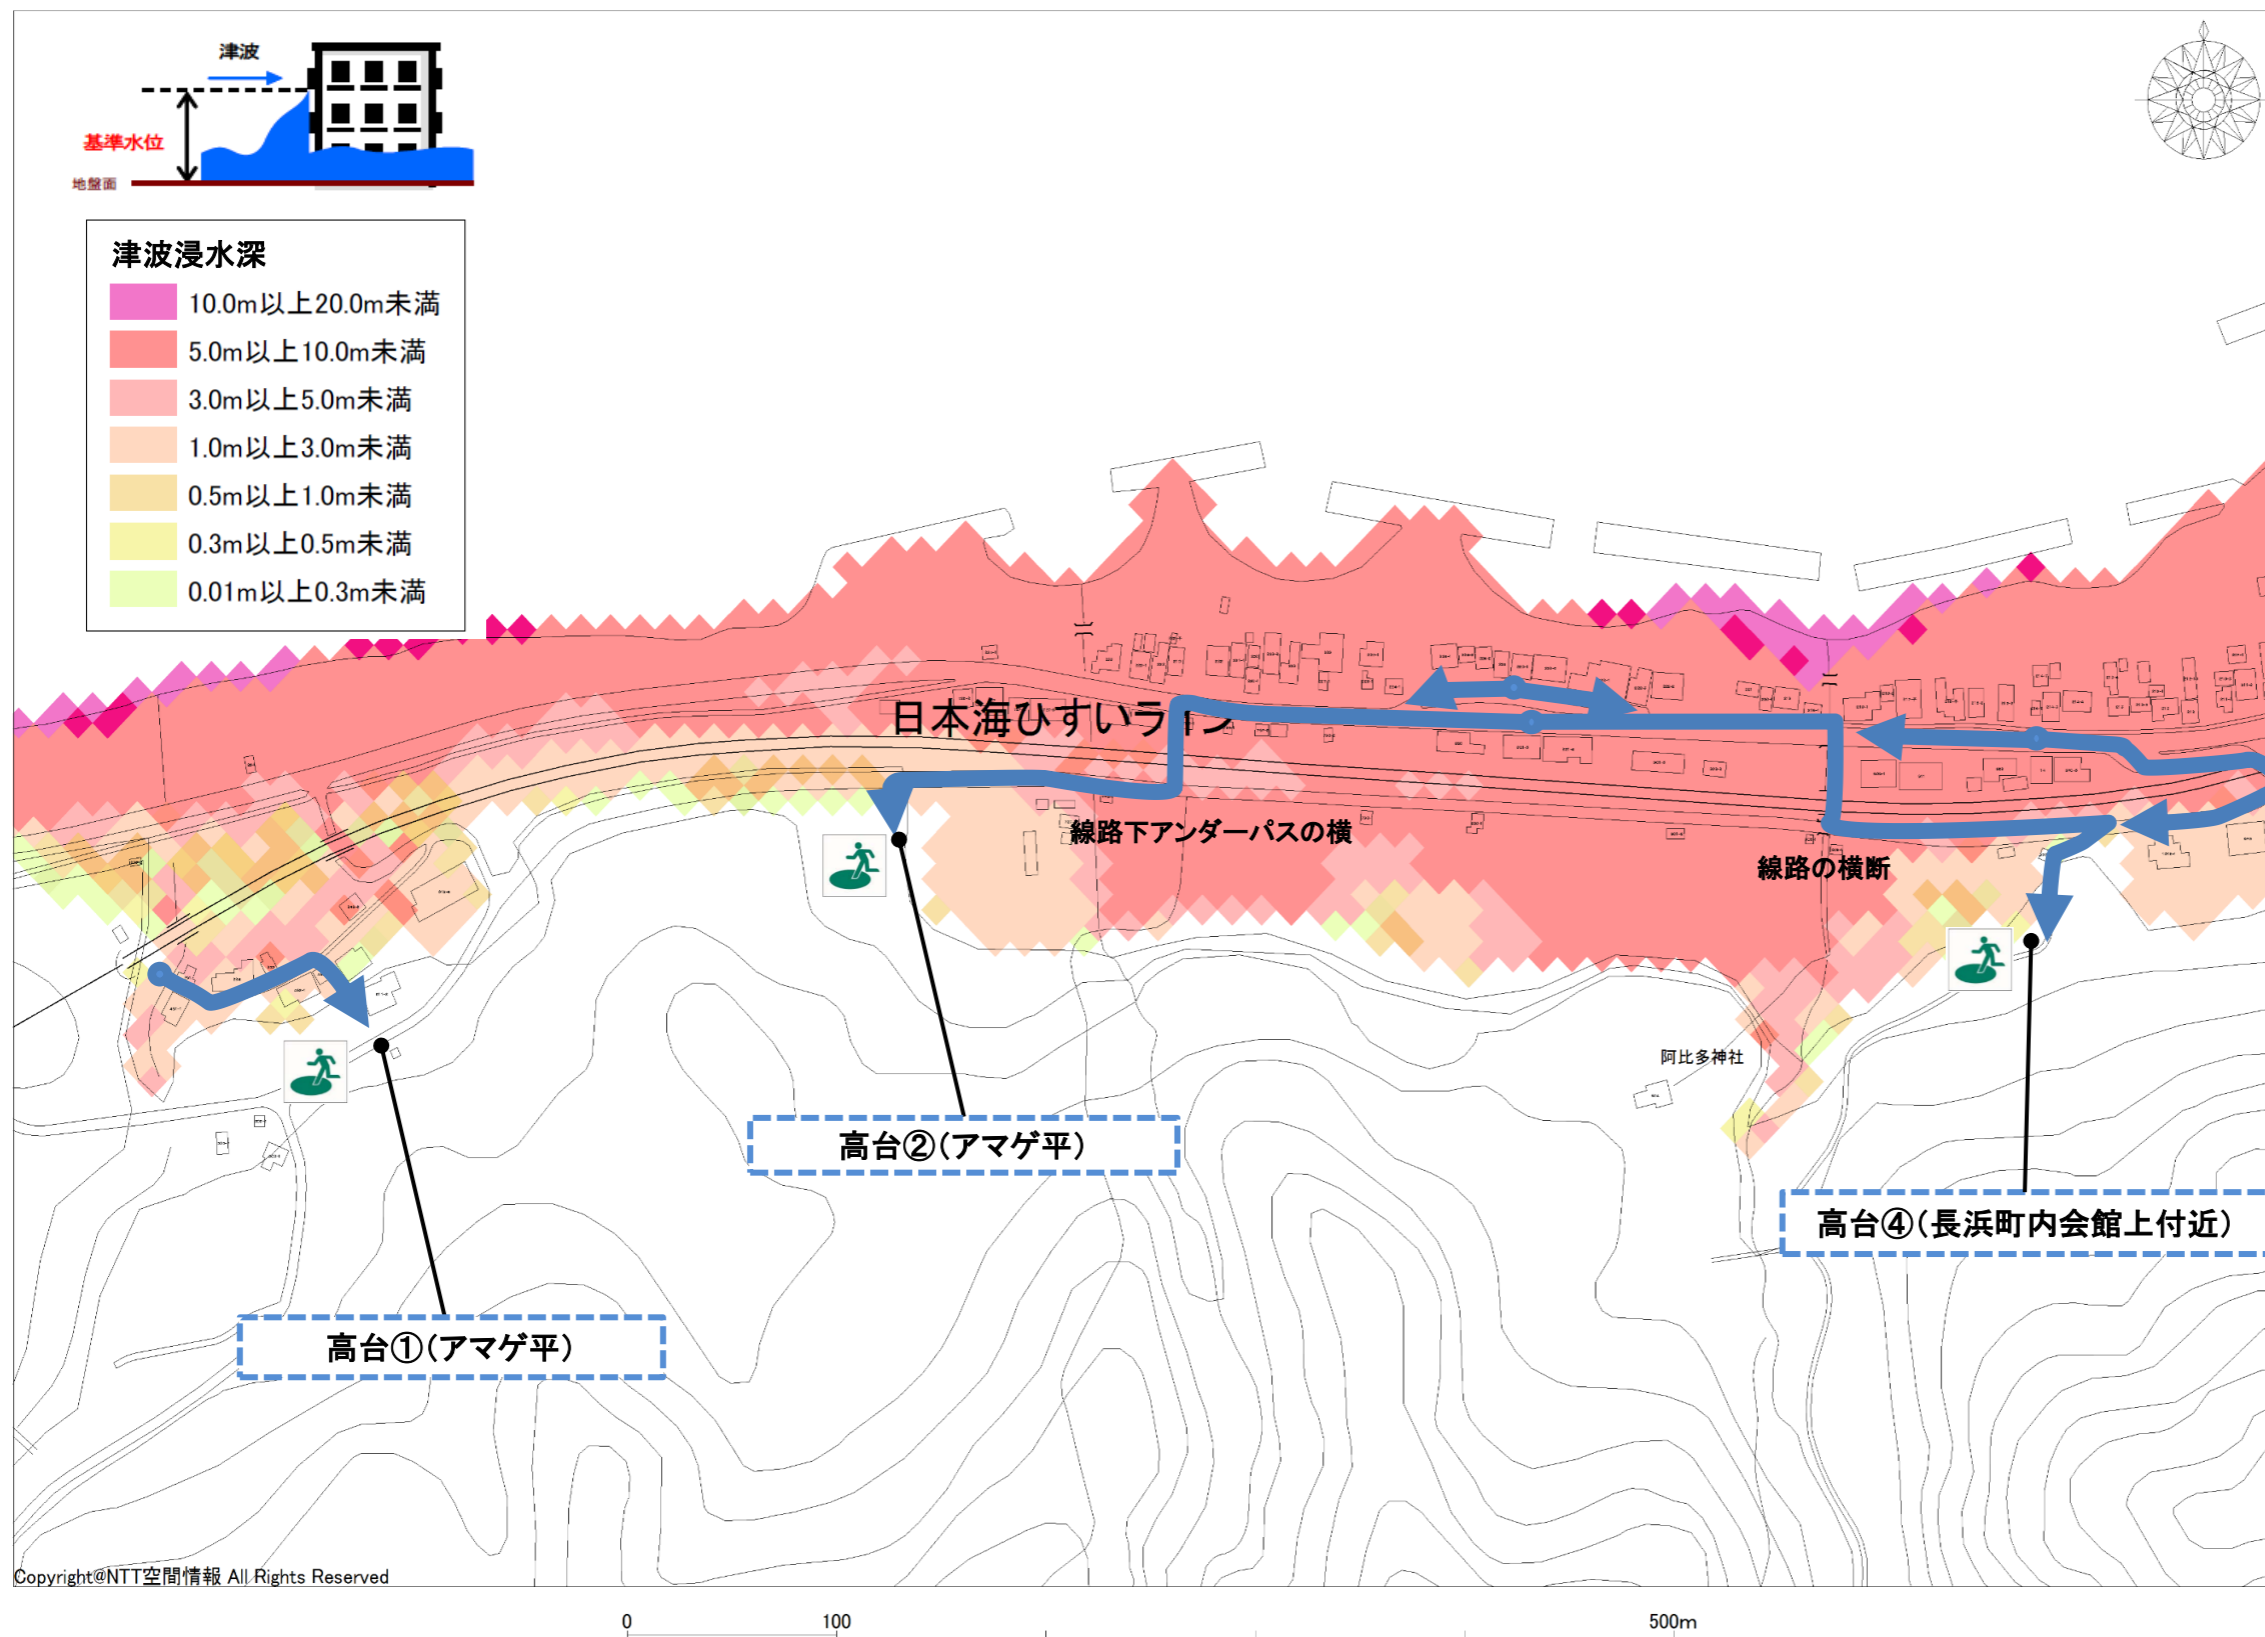 津波
基準水位
地盤面
津波浸水深
10.0m以上20.0m未満
5.0m以上10.0m未満
3.0m以上5.0m未満
1.0m以上3.0m未満
0.5m以上1.0m未満
0.3m以上0.5m未満
0.01m以上0.3m未満
日本海ひすいライン
線路下アンダーパスの横
線路の横断
阿比多神社
高台②(アマゲ平)
高台④(長浜町内会館上付近)
高台①(アマゲ平)
Copyright@NTT空間情報 All Rights Reserved
0
100
500m